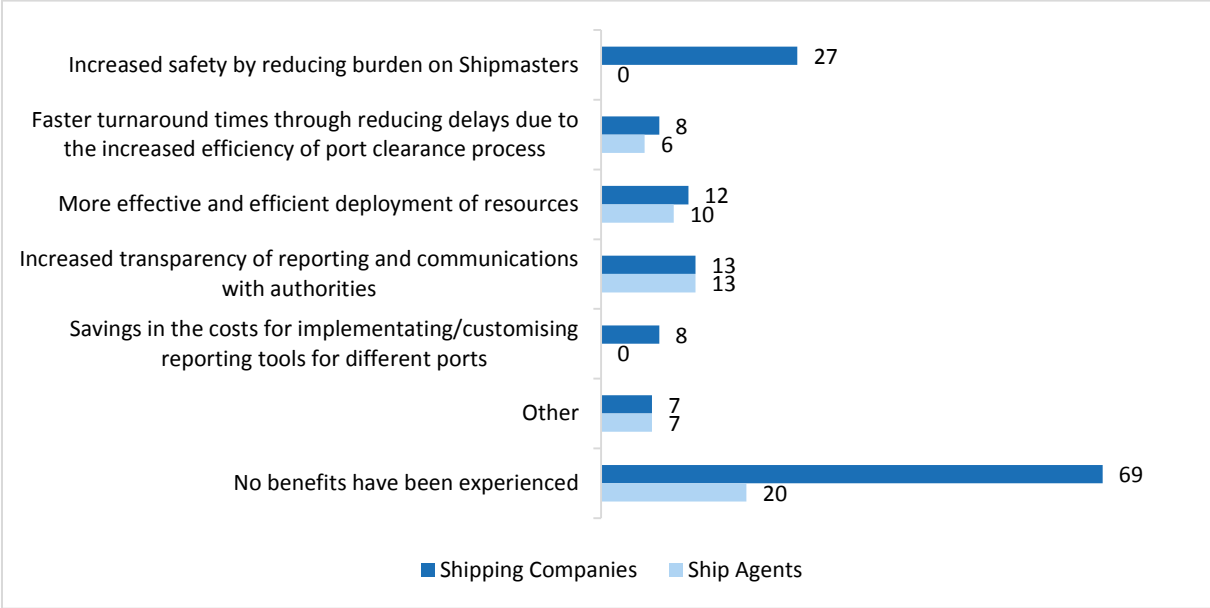 Increased safety by reducing burden on Shipmasters
27
0
Faster turnaround times through reducing delays due to
the increased efficiency of port clearance process
8
6
More effective and efficient deployment of resources
12
10
Increased transparency of reporting and communications
with authorities
13
13
Savings in the costs for implementating/customising
reporting tools for different ports
8
0
Other
7
7
No benefits have been experienced
69
20
Shipping Companies
Ship Agents